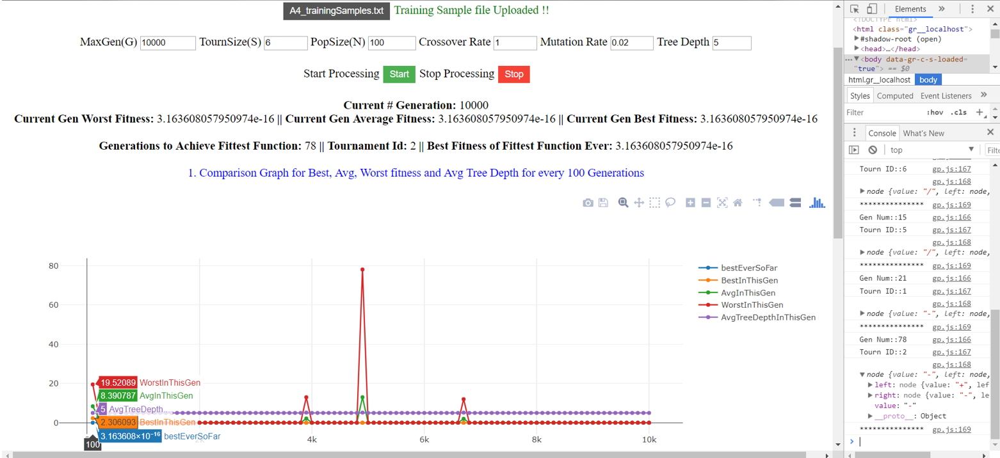 A4_trainingSamples.txt Training Sample file Uploaded !!
MaxGen(G) 10000 TournSize(S) 6 PopSize(N) 100 Crossover Rate 1 Mutation Rate 0.02 Tree Depth 5
Start Processing Start Stop Processing Stop
Current # Generation: 10000
Current Gen Worst Fitness: 3.163608057950974e-16 || Current Gen Average Fitness: 3.163608057950974e-16 || Current Gen Best Fitness: 3.163608057950974e-16
Generations to Achieve Fittest Function: 78 || Tournament Id: 2 || Best Fitness of Fittest Function Ever: 3.163608057950974e-16
1. Comparison Graph for Best, Avg, Worst fitness and Avg Tree Depth for every 100 Generations
80
60
40
20
0
19.52089 WorstInThisGen
8.390787 AvgInThisGen
5 AvgTreeDepth...
2.306093 BestInThisGen
3.163608×10−16 bestEverSoFar
100
2k
4k
6k
8k
10k
bestEverSoFar
BestInThisGen
AvgInThisGen
WorstInThisGen
AvgTreeDepthInThisGen
Elements »
<!DOCTYPE html>
<html class="gr__localhost">
#shadow-root (open)
<head>…</head>
<body data-gr-c-s-loaded=
"true"> == $0
html.gr__localhost body
Styles Computed Event Listeners »
Filter :hov .cls +
Console What's New
top Filte
Tourn ID::6 gp.js:167
gp.js:168
node {value: "/", left: node,
*************** gp.js:169
Gen Num::15 gp.js:166
Tourn ID::5 gp.js:167
gp.js:168
node {value: "/", left: node,
*************** gp.js:169
Gen Num::21 gp.js:166
Tourn ID::1 gp.js:167
gp.js:168
node {value: "-", left: node,
*************** gp.js:169
Gen Num::78 gp.js:166
Tourn ID::2 gp.js:167
gp.js:168
node {value: "-", left: node,
left: node {value: "+", lef
right: node {value: "-", le
value: "-"
__proto__: Object
*************** gp.js:169